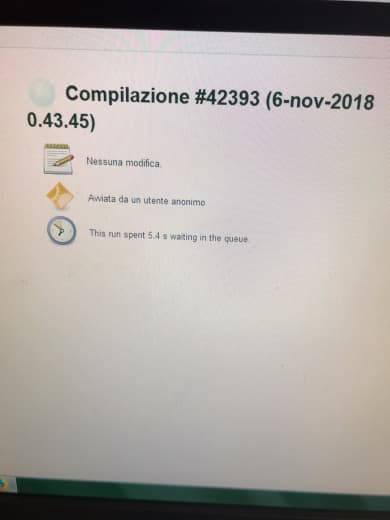 Compilazione #42393 (6-nov-2018
0.43.45)
Nessuna modifica.
Avviata da un utente anonimo
This run spent 5.4 s waiting in the queue.